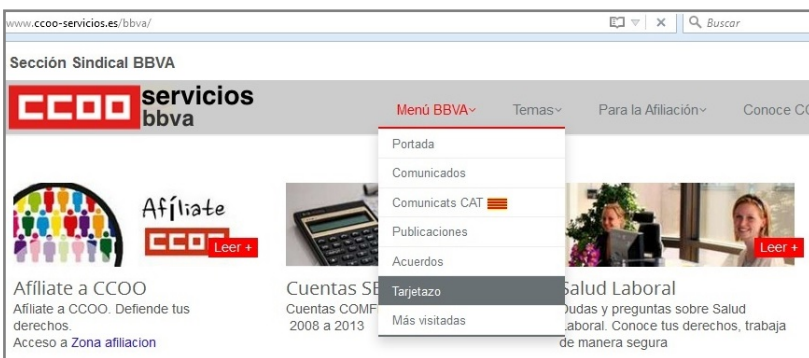 www.ccoo-servicios.es/bbva/
Buscar
Sección Sindical BBVA
CCOO servicios
bbva
Menú BBVA
Temas
Para la Afiliación
Conoce CC
Portada
Comunicados
Comunicats CAT
Publicaciones
Acuerdos
Tarjetazo
Más visitadas
Afíliate
CCOO
Leer +
Leer +
Afíliate a CCOO
Afíliate a CCOO. Defiende tus
derechos.
Acceso a Zona afiliacion
Cuentas SE
Cuentas COMF
2008 a 2013
Salud Laboral
Dudas y preguntas sobre Salud
Laboral. Conoce tus derechos, trabaja
de manera segura